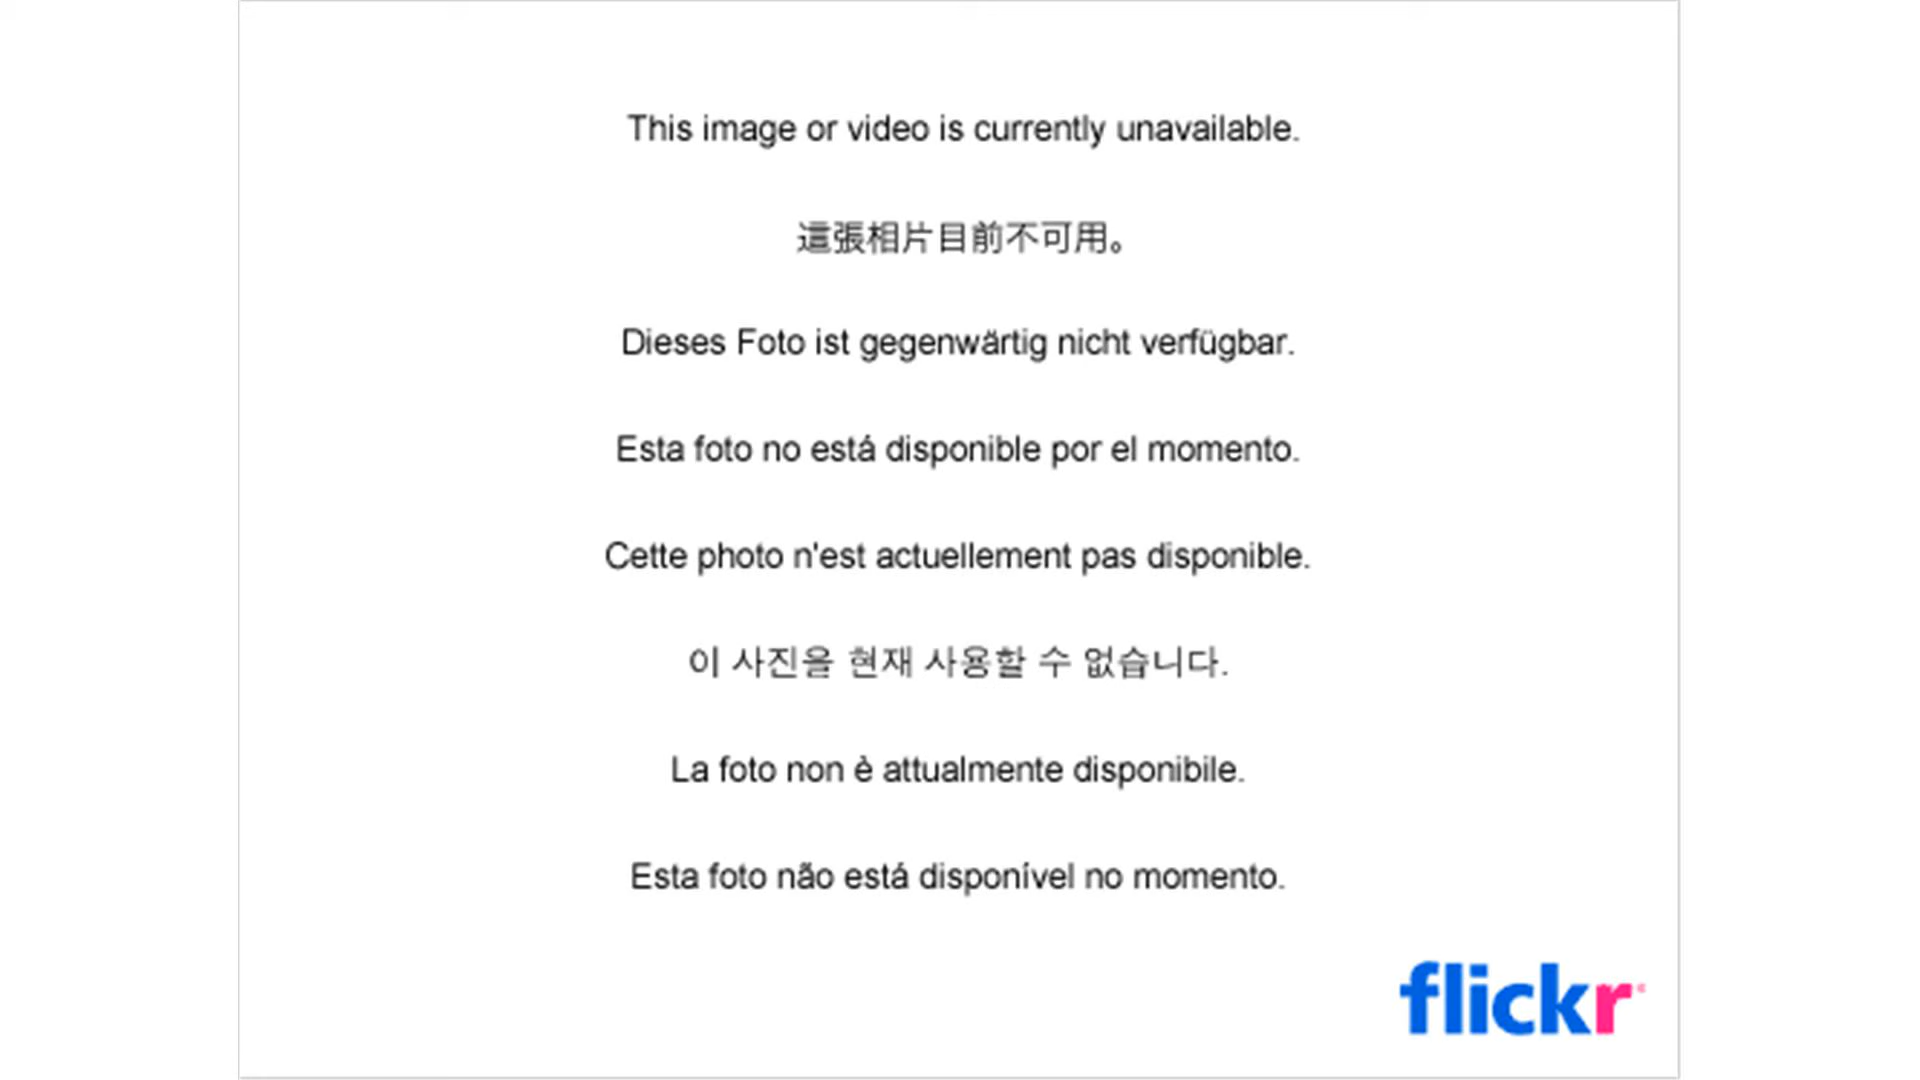 This image or video is currently unavailable.
這張相片目前不可用。
Dieses Foto ist gegenwärtig nicht verfügbar.
Esta foto no está disponible por el momento.
Cette photo n'est actuellement pas disponible.
이 사진을 현재 사용할 수 없습니다.
La foto non è attualmente disponibile.
Esta foto não está disponível no momento.
flickr